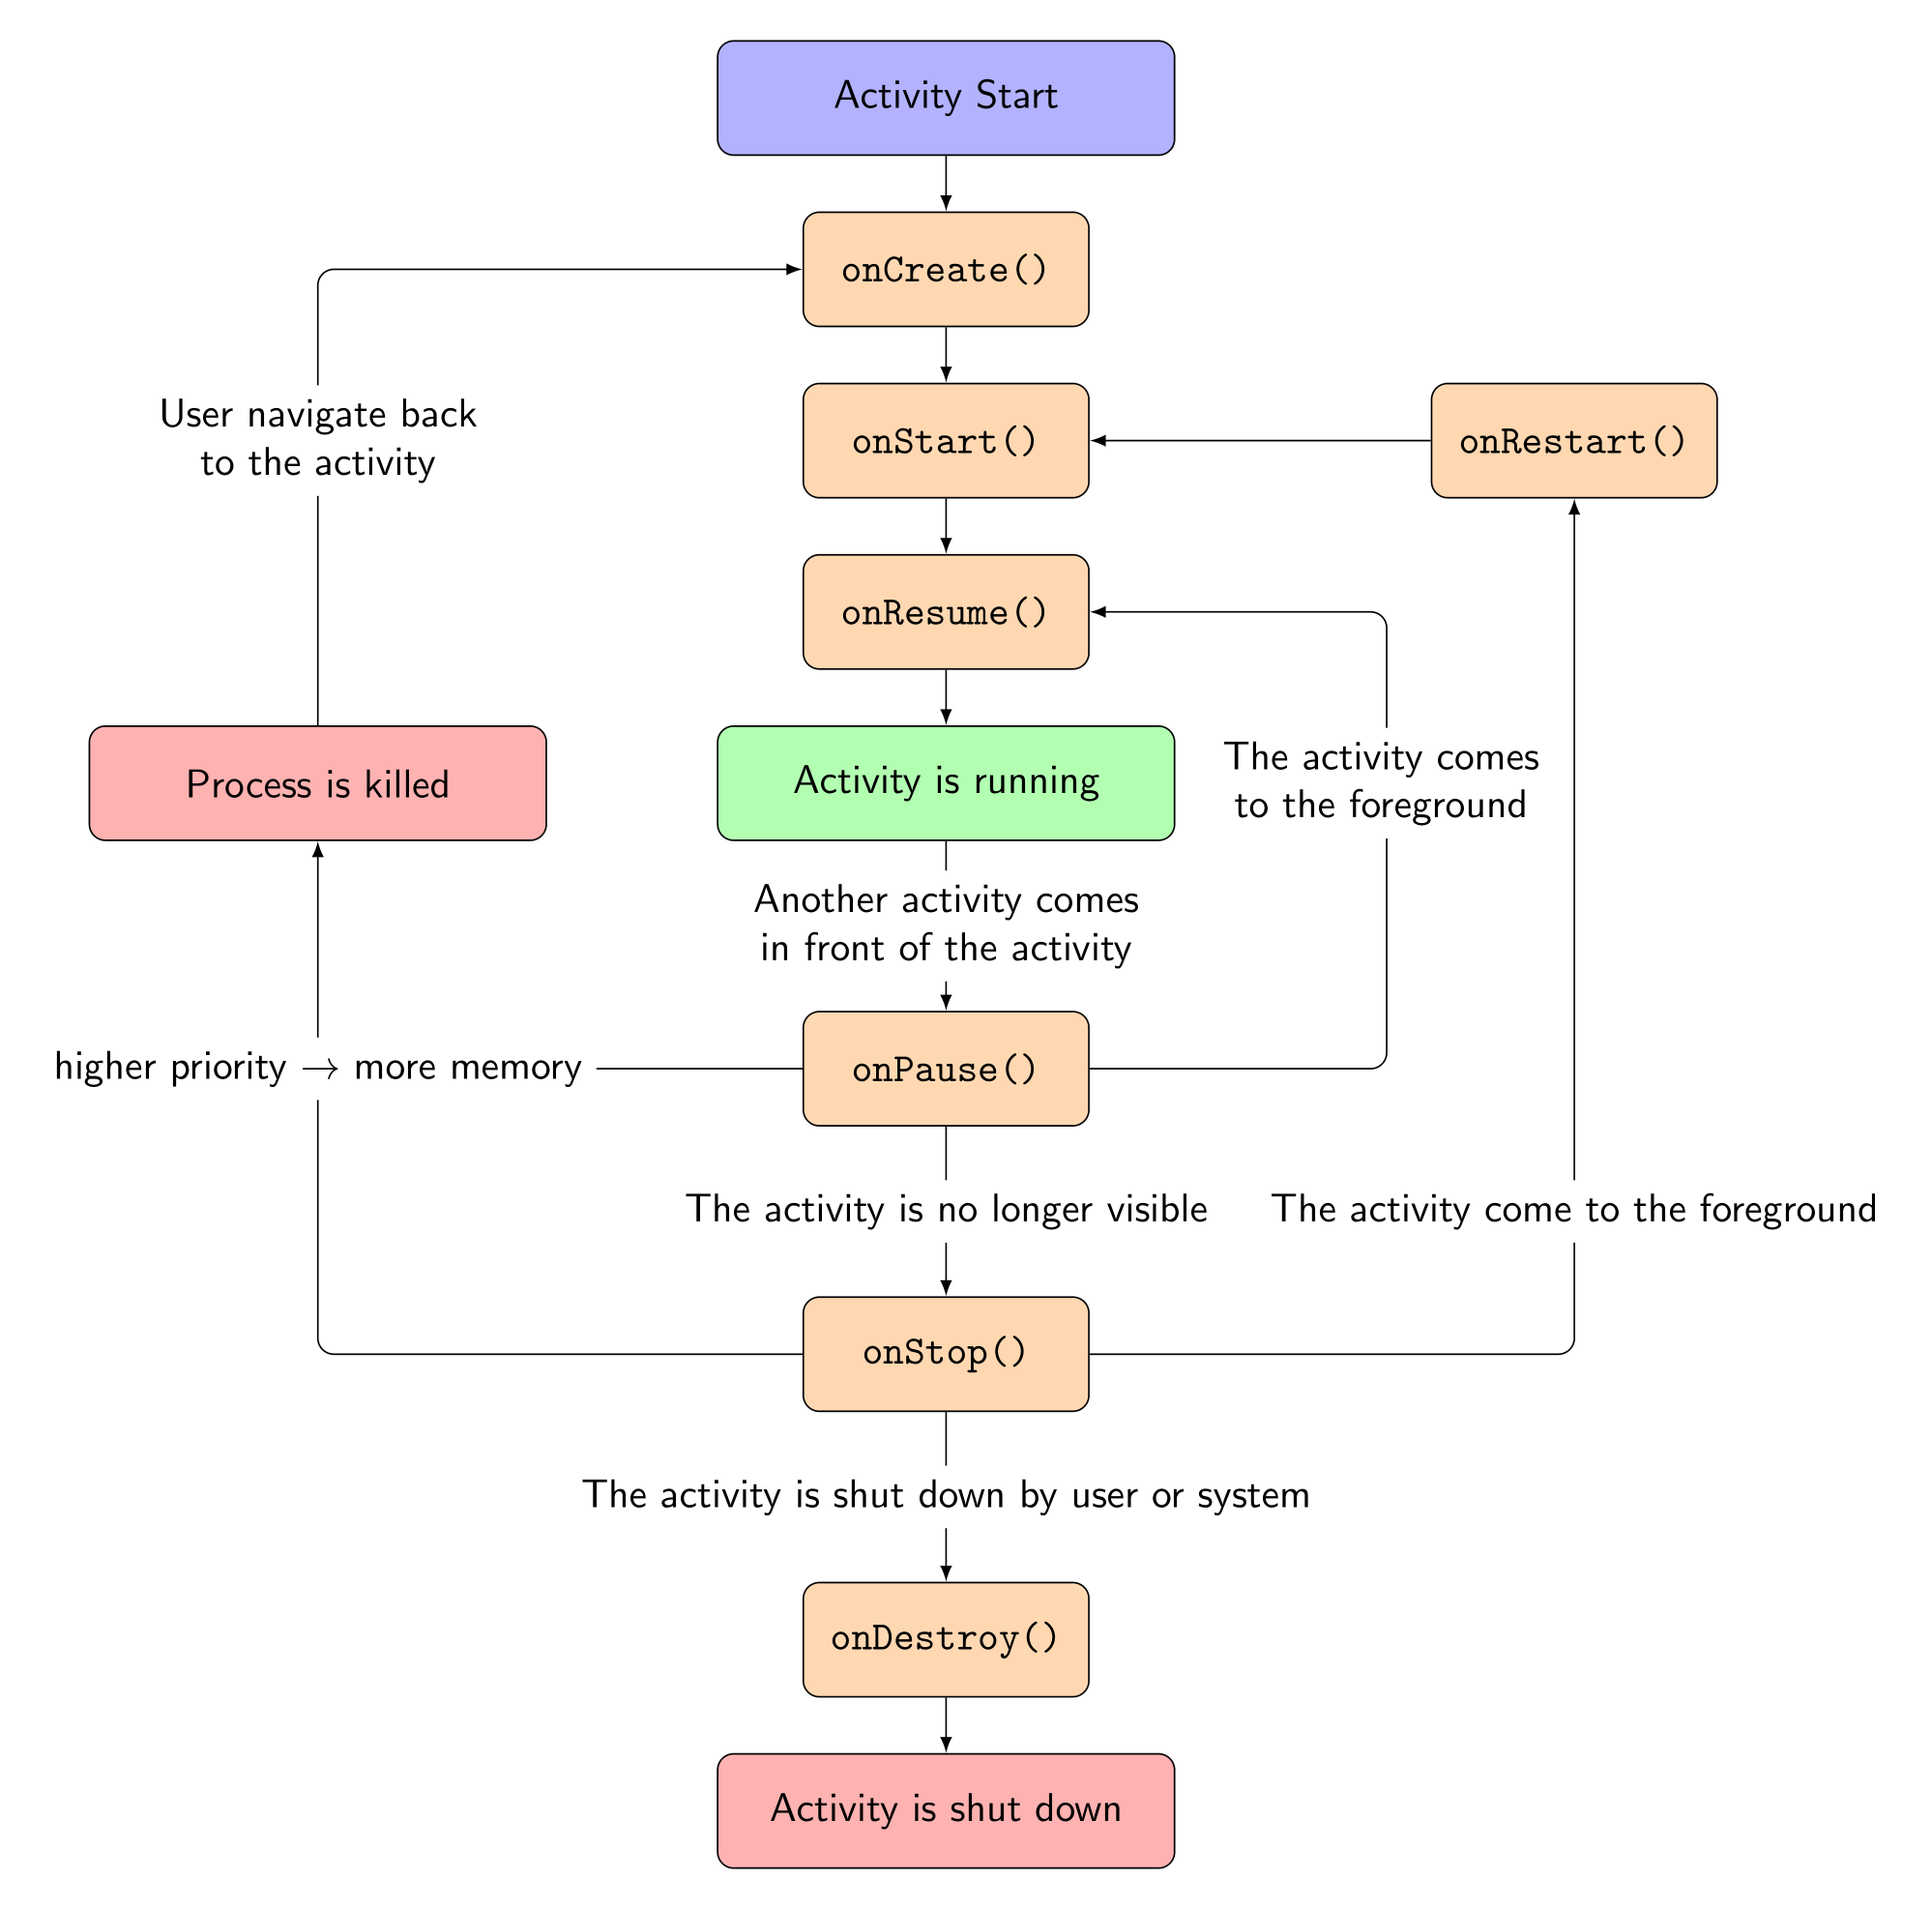 Activity Start
onCreate()
User navigate back
to the activity
onStart()
onRestart()
onResume()
Process is killed
Activity is running
The activity comes
to the foreground
Another activity comes
in front of the activity
higher priority → more memory
onPause()
The activity is no longer visible
The activity come to the foreground
onStop()
The activity is shut down by user or system
onDestroy()
Activity is shut down